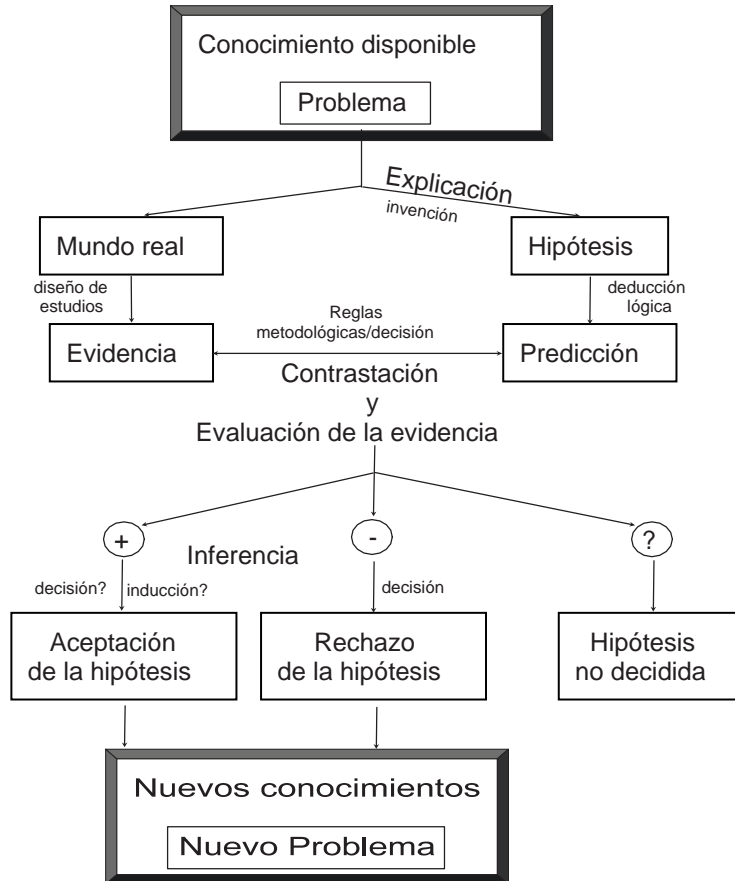 Conocimiento disponible
Problema
Explicación
invención
Mundo real
Hipótesis
diseño de
estudios
deducción
lógica
Reglas
metodológicas/decisión
Evidencia
Predicción
Contrastación
y
Evaluación de la evidencia
+
-
?
Inferencia
decisión?
inducción?
decisión
Aceptación
de la hipótesis
Rechazo
de la hipótesis
Hipótesis
no decidida
Nuevos conocimientos
Nuevo Problema